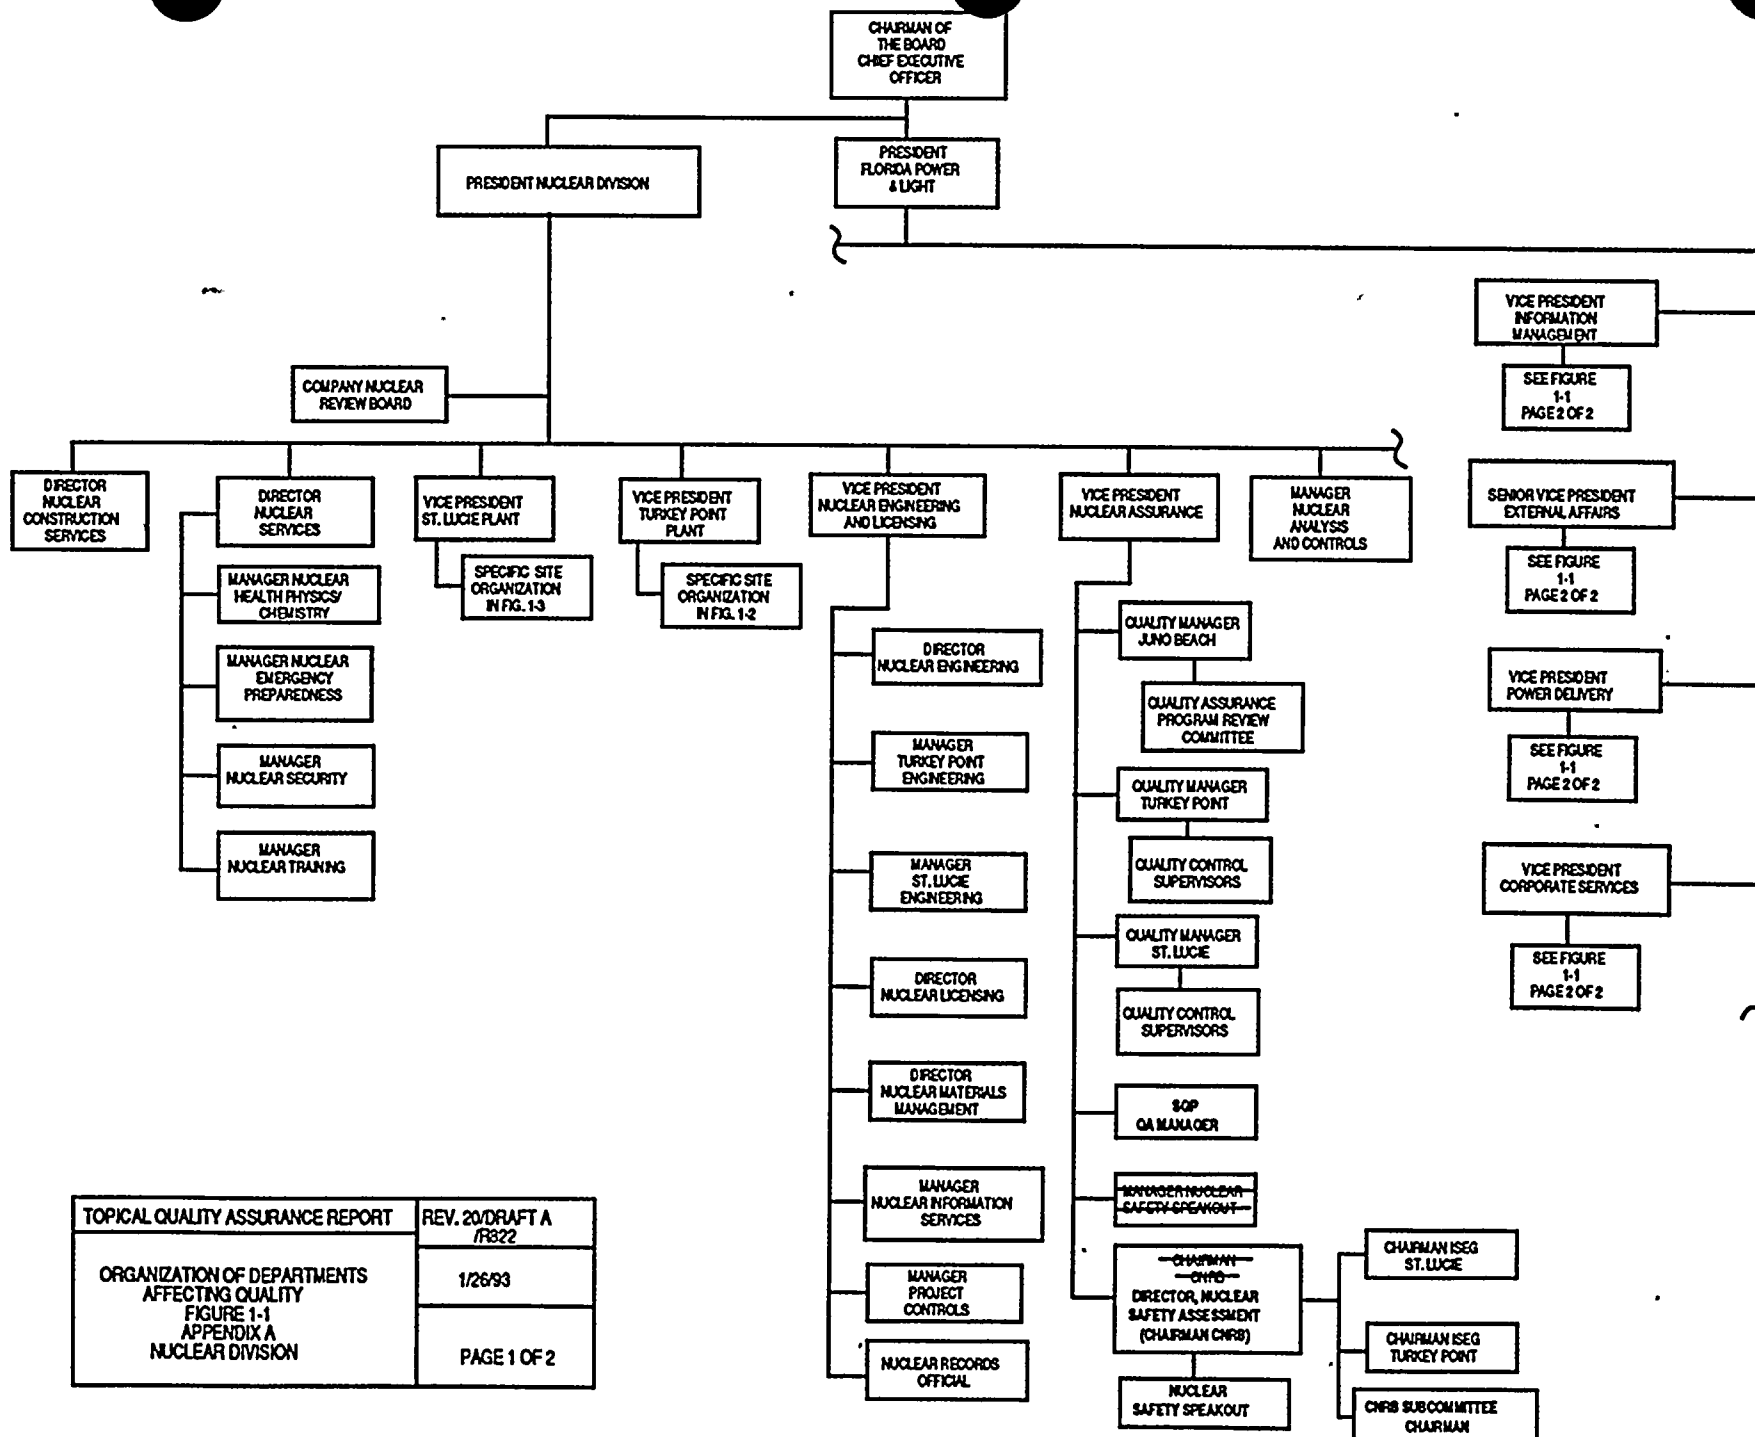 CHAIRMAN OF
THE BOARD
CHIEF EXECUTIVE
OFFICER
PRESIDENT NUCLEAR DIVISION
PRESIDENT
FLORIDA POWER
& LIGHT
VICE PRESIDENT
INFORMATION
MANAGEMENT
SEE FIGURE
1-1
PAGE 2 OF 2
COMPANY NUCLEAR
REVIEW BOARD
DIRECTOR
NUCLEAR
CONSTRUCTION
SERVICES
DIRECTOR
NUCLEAR
SERVICES
MANAGER NUCLEAR
HEALTH PHYSICS/
CHEMISTRY
MANAGER NUCLEAR
EMERGENCY
PREPAREDNESS
MANAGER
NUCLEAR SECURITY
MANAGER
NUCLEAR TRAINING
VICE PRESIDENT
ST. LUCIE PLANT
SPECIFIC SITE
ORGANIZATION
IN FIG. 1-3
VICE PRESIDENT
TURKEY POINT
PLANT
SPECIFIC SITE
ORGANIZATION
IN FIG. 1-2
VICE PRESIDENT
NUCLEAR ENGINEERING
AND LICENSING
DIRECTOR
NUCLEAR ENGINEERING
MANAGER
TURKEY POINT
ENGINEERING
MANAGER
ST. LUCIE
ENGINEERING
DIRECTOR
NUCLEAR LICENSING
DIRECTOR
NUCLEAR MATERIALS
MANAGEMENT
MANAGER
NUCLEAR INFORMATION
SERVICES
MANAGER
PROJECT
CONTROLS
NUCLEAR RECORDS
OFFICIAL
VICE PRESIDENT
NUCLEAR ASSURANCE
QUALITY MANAGER
JUNO BEACH
QUALITY ASSURANCE
PROGRAM REVIEW
COMMITTEE
QUALITY MANAGER
TURKEY POINT
QUALITY CONTROL
SUPERVISORS
QUALITY MANAGER
ST. LUCIE
QUALITY CONTROL
SUPERVISORS
SGP
QA MANAGER
MANAGER NUCLEAR
SAFETY SPEAKOUT
CHAIRMAN
CNRB
DIRECTOR, NUCLEAR
SAFETY ASSESSMENT
(CHAIRMAN CNRB)
NUCLEAR
SAFETY SPEAKOUT
CHAIRMAN ISEG
ST. LUCIE
CHAIRMAN ISEG
TURKEY POINT
CNRB SUBCOMMITTEE
CHAIRMAN
MANAGER
NUCLEAR
ANALYSIS
AND CONTROLS
SENIOR VICE PRESIDENT
EXTERNAL AFFAIRS
SEE FIGURE
1-1
PAGE 2 OF 2
VICE PRESIDENT
POWER DELIVERY
SEE FIGURE
1-1
PAGE 2 OF 2
VICE PRESIDENT
CORPORATE SERVICES
SEE FIGURE
1-1
PAGE 2 OF 2
TOPICAL QUALITY ASSURANCE REPORT
REV. 20/DRAFT A
/R322
ORGANIZATION OF DEPARTMENTS
AFFECTING QUALITY
FIGURE 1-1
APPENDIX A
NUCLEAR DIVISION
1/26/93
PAGE 1 OF 2